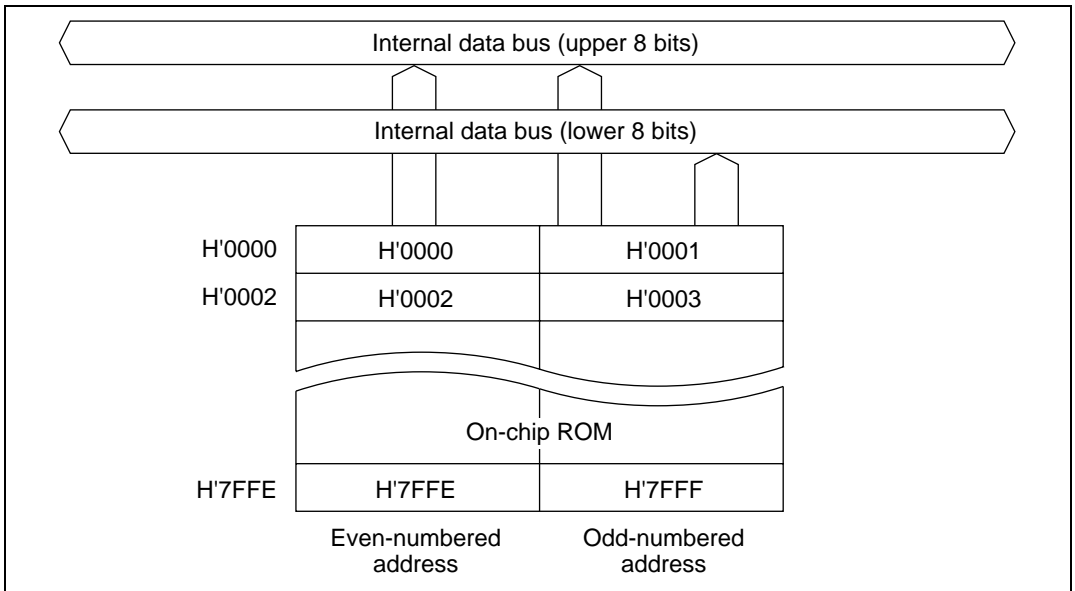 Internal data bus (upper 8 bits)
Internal data bus (lower 8 bits)
H'0000 H'0000 H'0001
H'0002 H'0002 H'0003
On-chip ROM
H'7FFE H'7FFE H'7FFF
Even-numbered address
Odd-numbered address